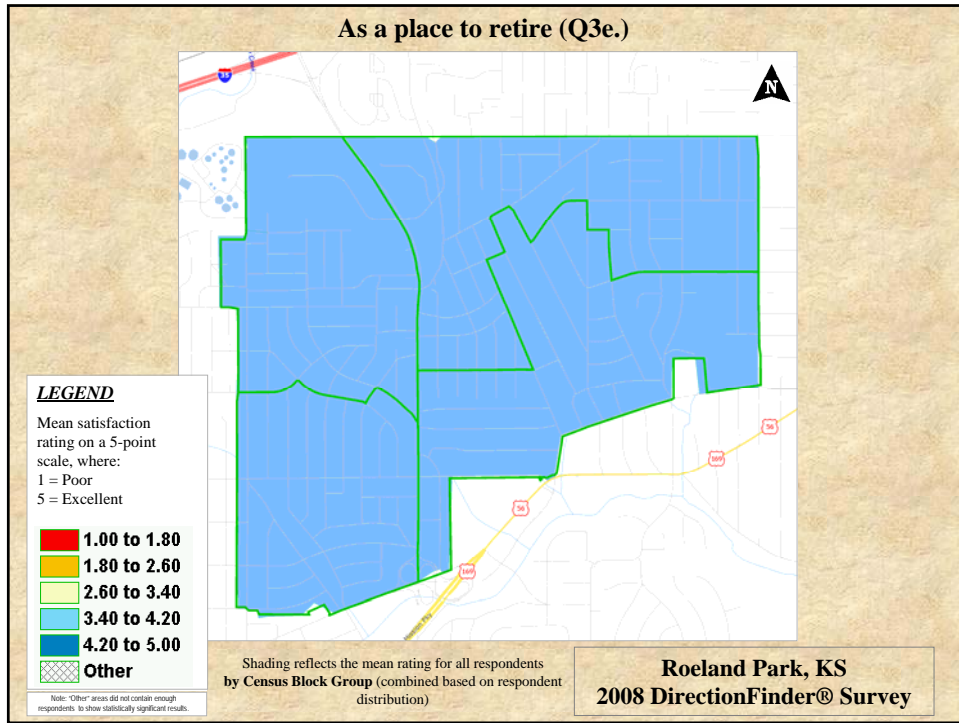 As a place to retire (Q3e.)
35
N
LEGEND
Mean satisfaction
rating on a 5-point
scale, where:
1 = Poor
5 = Excellent
1.00 to 1.80
1.80 to 2.60
2.60 to 3.40
3.40 to 4.20
4.20 to 5.00
Other
Note: "Other" areas did not contain enough
respondents to show statistically significant results.
56
169
56
169
Shading reflects the mean rating for all respondents
by Census Block Group (combined based on respondent
distribution)
Roeland Park, KS
2008 DirectionFinder® Survey